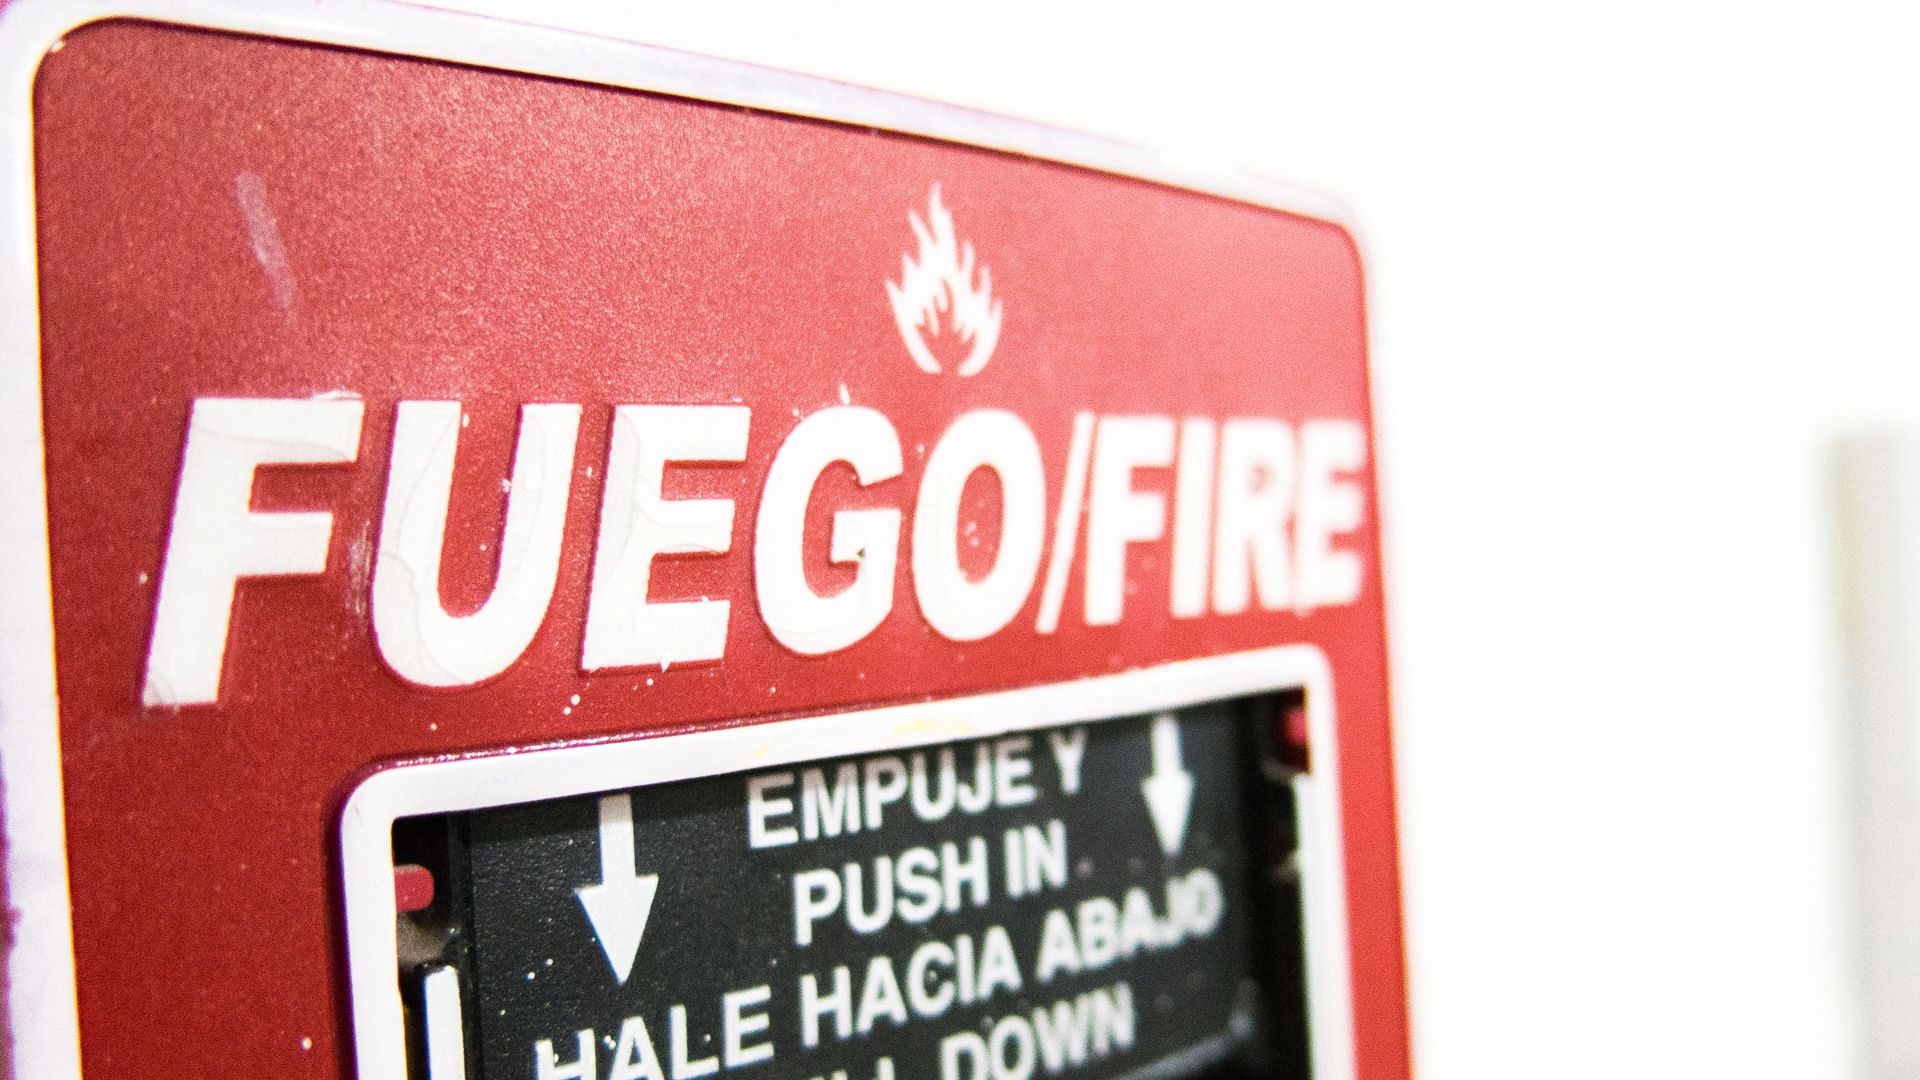 FUEGO/FIRE
EMPUJE Y
PUSH IN
HALE HACIA ABAJO
DOWN